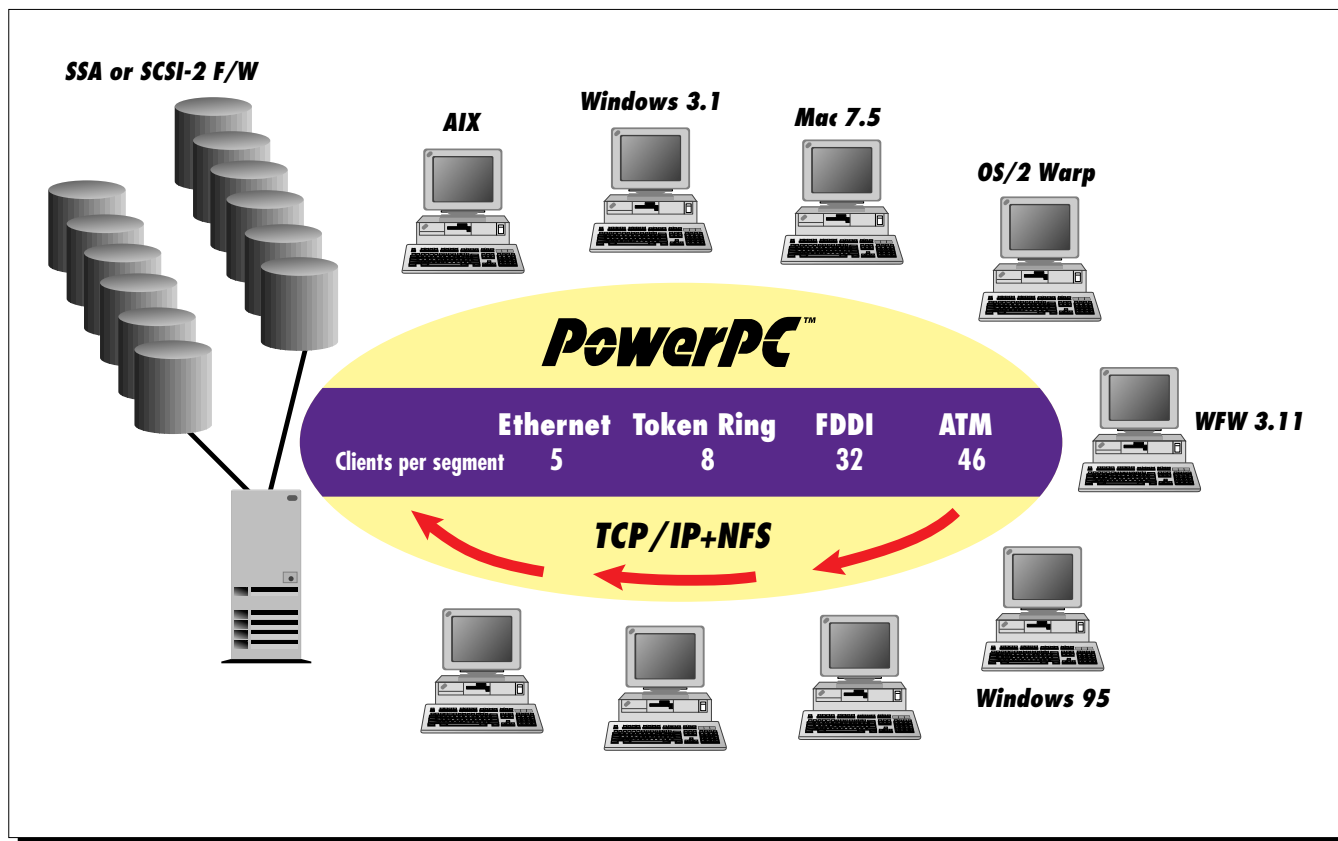 SSA or SCSI-2 F/W
AIX
Windows 3.1
Mac 7.5
OS/2 Warp
PowerPC™
Ethernet Token Ring FDDI ATM
Clients per segment 5 8 32 46
WFW 3.11
TCP/IP+NFS
Windows 95